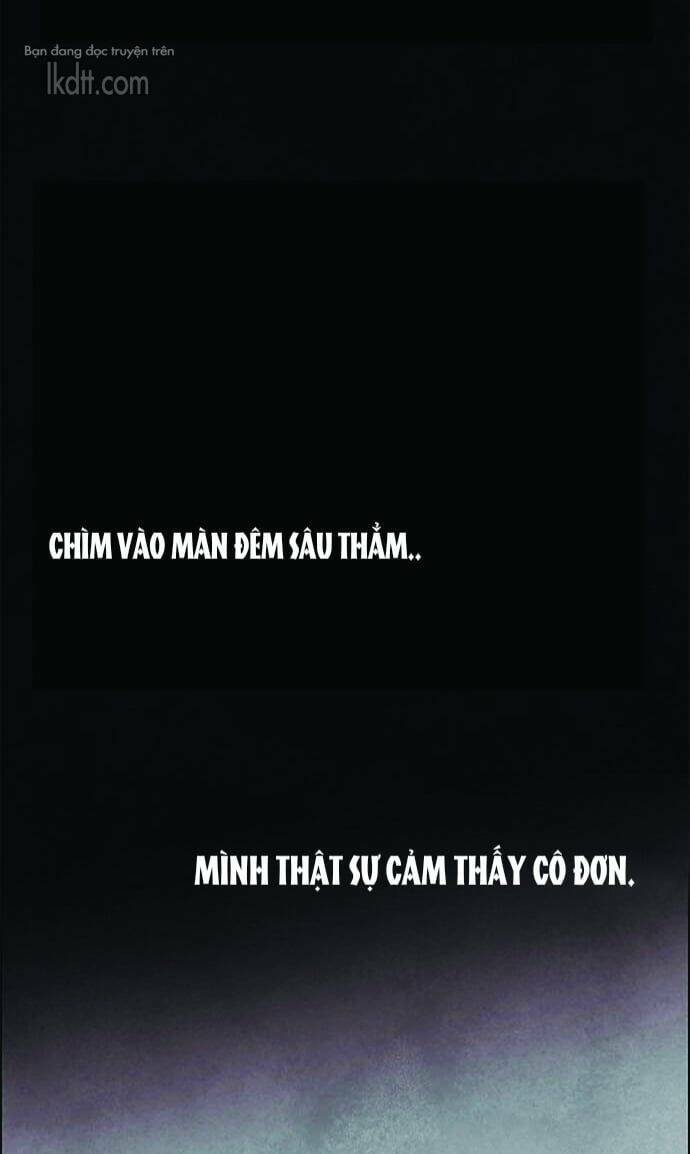 Bạn đang đọc truyện trên
lkdtt.com
CHÌM VÀO MÀN ĐÊM SÂU THẲM..
MÌNH THẬT SỰ CẢM THẤY CÔ ĐƠN.